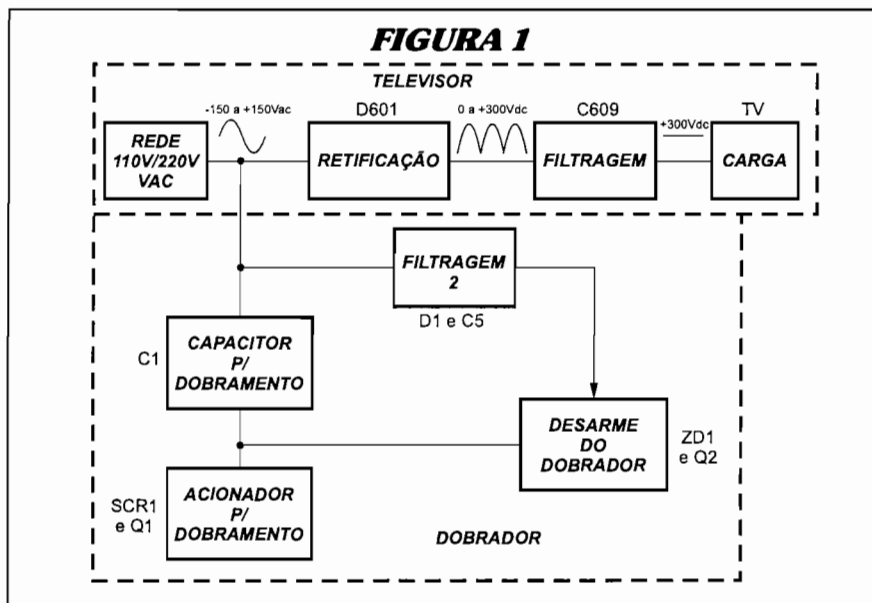 FIGURA 1
TELEVISOR
-150 a +150Vac
D601
0 a +300Vdc
C609
+300Vdc
TV
REDE
110V/220V
VAC
RETIFICAÇÃO
FILTRAGEM
CARGA
FILTRAGEM
2
D1 e C5
C1
CAPACITOR
P/
DOBRAMENTO
DESARME
DO
DOBRADOR
ZD1
e Q2
SCR1
e Q1
ACIONADOR
P/
DOBRAMENTO
DOBRADOR